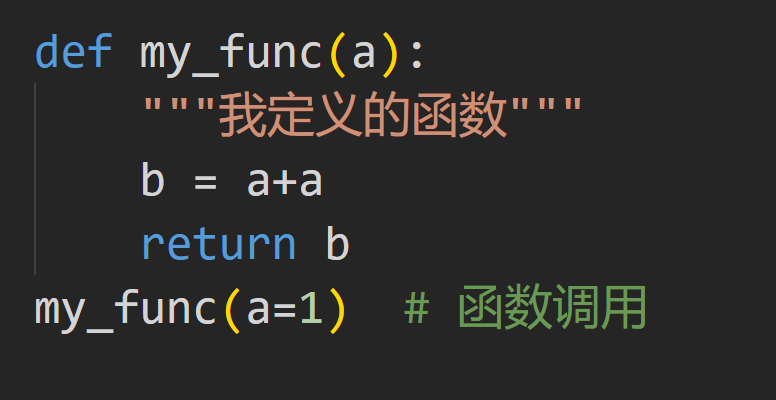 def my_func(a):
    """我定义的函数"""
    b = a+a
    return b
my_func(a=1)  # 函数调用